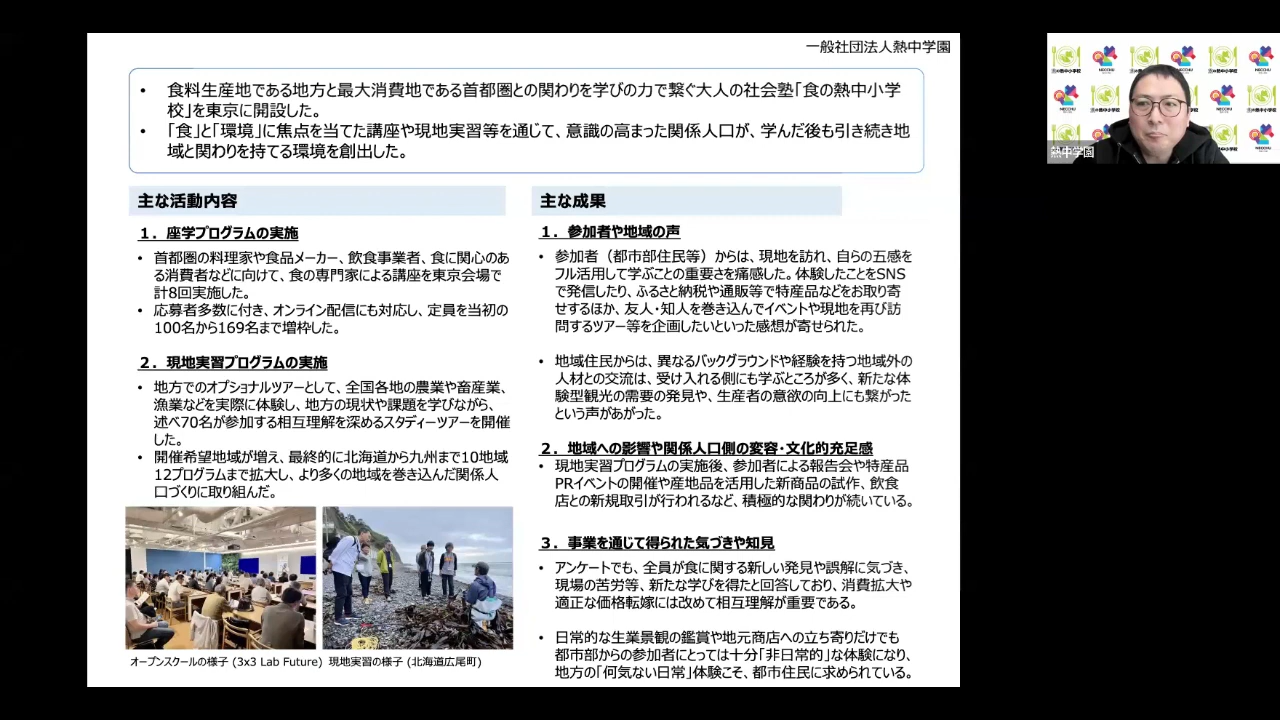 一般社団法人熱中学園
• 食料生産地である地方と最大消費地である首都圏との関わりを学びの力で繋ぐ大人の社会塾「食の熱中小学
校」を東京に開設した。
• 「食」と「環境」に焦点を当てた講座や現地実習等を通じて、意識の高まった関係人口が、学んだ後も引き続き地
域と関わりを持てる環境を創出した。
主な活動内容
１．座学プログラムの実施
• 首都圏の料理家や食品メーカー、飲食事業者、食に関心のあ
る消費者などに向けて、食の専門家による講座を東京会場で
計8回実施した。
• 応募者多数に付き、オンライン配信にも対応し、定員を当初の
100名から169名まで増枠した。
２．現地実習プログラムの実施
• 地方でのオプショナルツアーとして、全国各地の農業や畜産業、
漁業などを実際に体験し、地方の現状や課題を学びながら、
述べ70名が参加する相互理解を深めるスタディーツアーを開催
した。
• 開催希望地域が増え、最終的に北海道から九州まで10地域
12プログラムまで拡大し、より多くの地域を巻き込んだ関係人
口づくりに取り組んだ。
オープンスクールの様子 (3x3 Lab Future) 現地実習の様子 (北海道広尾町)
主な成果
１．参加者や地域の声
• 参加者（都市部住民等）からは、現地を訪れ、自らの五感を
フル活用して学ぶことの重要さを痛感した。体験したことをSNS
で発信したり、ふるさと納税や通販等で特産品などをお取り寄
せするほか、友人・知人を巻き込んでイベントや現地を再び訪
問するツアー等を企画したいといった感想が寄せられた。
• 地域住民からは、異なるバックグラウンドや経験を持つ地域外の
人材との交流は、受け入れる側にも学ぶところが多く、新たな体
験型観光の需要の発見や、生産者の意欲の向上にも繋がった
という声があがった。
２．地域への影響や関係人口側の変容・文化的充足感
• 現地実習プログラムの実施後、参加者による報告会や特産品
PRイベントの開催や産地品を活用した新商品の試作、飲食
店との新規取引が行われるなど、積極的な関わりが続いている。
３．事業を通じて得られた気づきや知見
• アンケートでも、全員が食に関する新しい発見や誤解に気づき、
現場の苦労等、新たな学びを得たと回答しており、消費拡大や
適正な価格転嫁には改めて相互理解が重要である。
• 日常的な生業景観の鑑賞や地元商店への立ち寄りだけでも
都市部からの参加者にとっては十分「非日常的」な体験になり、
地方の「何気ない日常」体験こそ、都市住民に求められている。
熱中学園